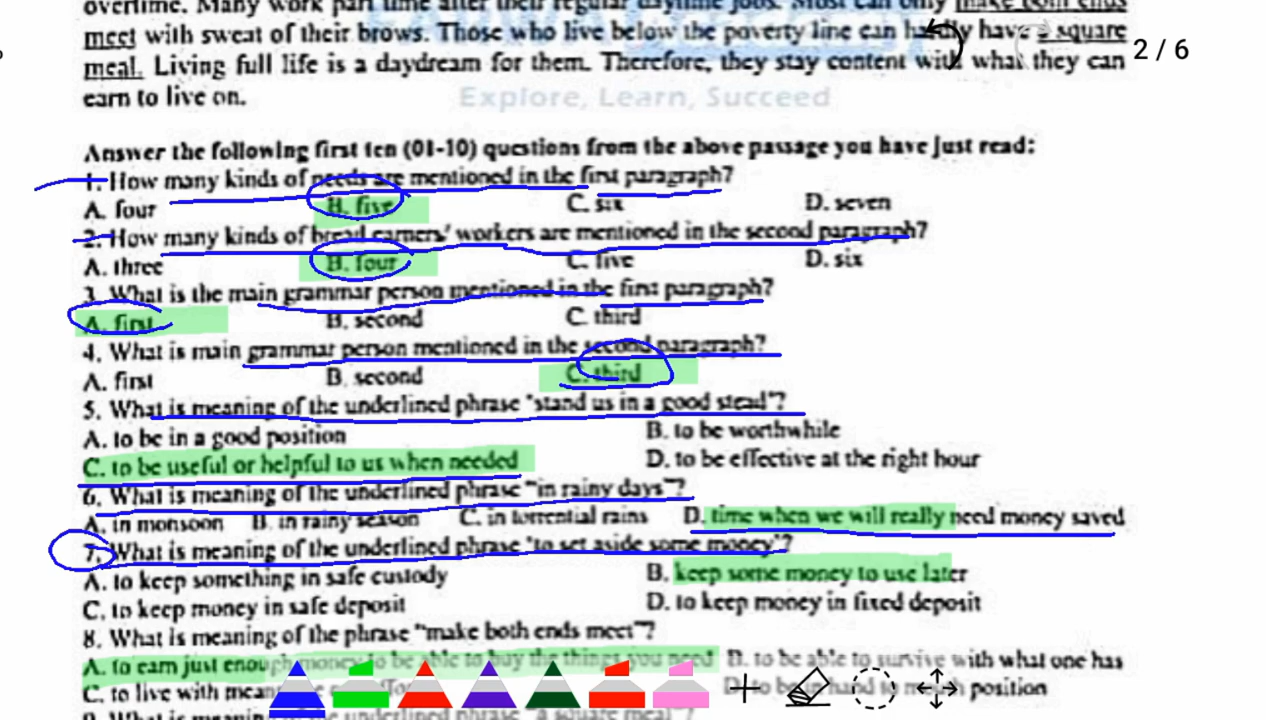 overtime. Many work part time after their regular daytime jobs. Most can only make both ends
meet with sweat of their brows. Those who live below the poverty line can hardly have a square
meal. Living full life is a daydream for them. Therefore, they stay content with what they can
2 / 6
earn to live on.
Explore, Learn, Succeed
Answer the following first ten (01-10) questions from the above passage you have just read:
1. How many kinds of needs are mentioned in the first paragraph?
A. four B. five C. six D. seven
2. How many kinds of bread earners' workers are mentioned in the second paragraph?
A. three B. four C. five D. six
3. What is the main grammar person mentioned in the first paragraph?
A. first B. second C. third
4. What is main grammar person mentioned in the second paragraph?
A. first B. second C. third
5. What is meaning of the underlined phrase "stand us in a good stead"?
A. to be in a good position B. to be worthwhile
C. to be useful or helpful to us when needed D. to be effective at the right hour
6. What is meaning of the underlined phrase "in rainy days"?
A. in monsoon B. in rainy season C. in torrential rains D. time when we will really need money saved
7. What is meaning of the underlined phrase "to set aside some money"?
A. to keep something in safe custody B. keep some money to use later
C. to keep money in safe deposit D. to keep money in fixed deposit
8. What is meaning of the phrase "make both ends meet"?
A. to earn just enough money to be able to buy the things you need B. to be able to survive with what one has
C. to live with position
9. What is meaning underlined phrase "a square meal"?